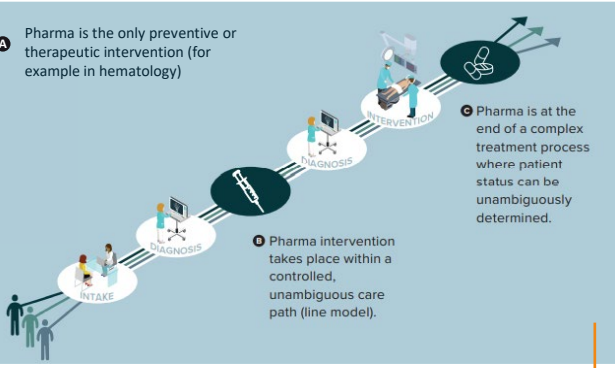 A Pharma is the only preventive or
therapeutic intervention (for
example in hematology)
INTERVENTION
C Pharma is at the
end of a complex
treatment process
where patient
status can be
unambiguously
determined.
DIAGNOSIS
B Pharma intervention
takes place within a
controlled,
unambiguous care
path (line model).
DIAGNOSIS
INTAKE